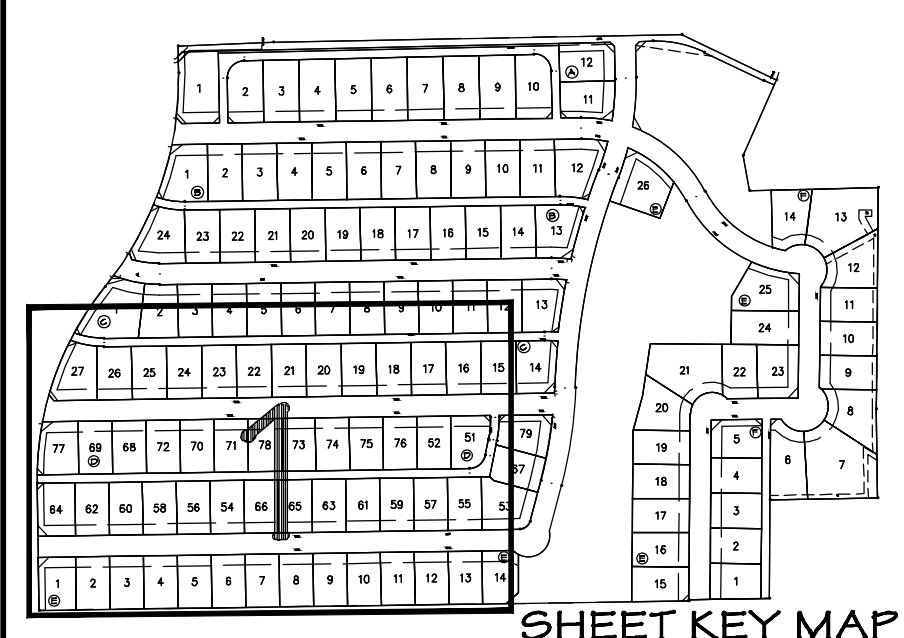 1 2 3 4 5 6 7 8 9 10 12
A
11
1 2 3 4 5 6 7 8 9 10 11 12
B
26
E
24 23 22 21 20 19 18 17 16 15 14 13
B
F
14 13
12
25
E
24
11
10
9
8
C 1 2 3 4 5 6 7 8 9 10 11 12 13
C
27 26 25 24 23 22 21 20 19 18 17 16 15 14
21 22 23
20
77 69 68 72 70 71 78 73 74 75 76 52 51 79
D D
67
19
18
17
16
E
15
F
5
4
3
2
1
6 7
64 62 60 58 56 54 66 65 63 61 59 57 55 53
E
1 2 3 4 5 6 7 8 9 10 11 12 13 14
E
1
SHEET KEY MAP